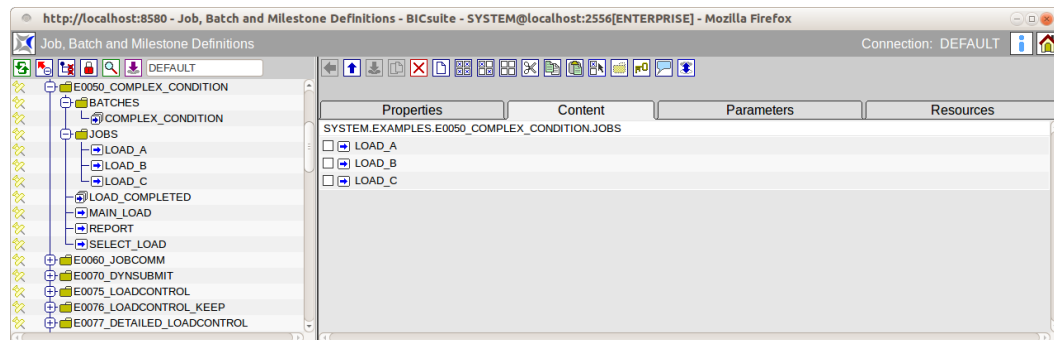 http://localhost:8580 - Job, Batch and Milestone Definitions - BICsuite - SYSTEM@localhost:2556[ENTERPRISE] - Mozilla Firefox
Job, Batch and Milestone Definitions
Connection: DEFAULT
DEFAULT
E0050_COMPLEX_CONDITION
BATCHES
COMPLEX_CONDITION
JOBS
LOAD_A
LOAD_B
LOAD_C
LOAD_COMPLETED
MAIN_LOAD
REPORT
SELECT_LOAD
E0060_JOBCOMM
E0070_DYNSUBMIT
E0075_LOADCONTROL
E0076_LOADCONTROL_KEEP
E0077_DETAILED_LOADCONTROL
Properties Content Parameters Resources
SYSTEM.EXAMPLES.E0050_COMPLEX_CONDITION.JOBS
LOAD_A
LOAD_B
LOAD_C